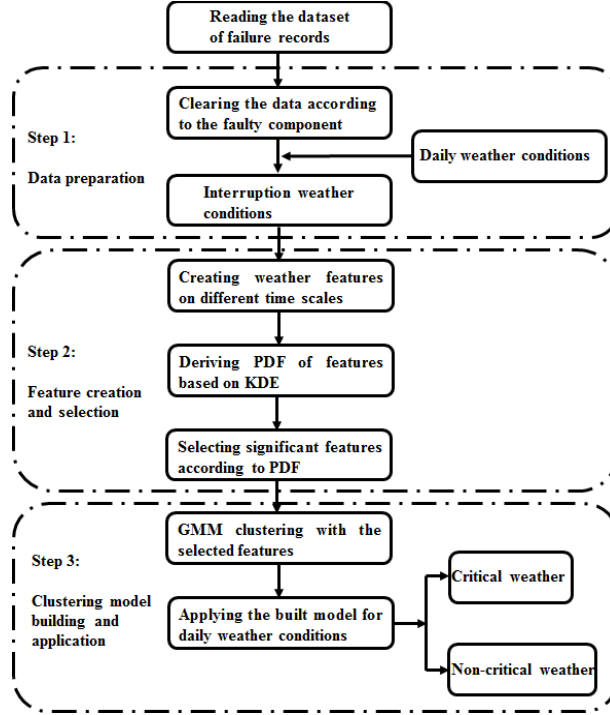 Reading the dataset
of failure records
Clearing the data according
to the faulty component
Step 1:
Data preparation
Daily weather conditions
Interruption weather
conditions
Creating weather features
on different time scales
Step 2:
Feature creation
and selection
Deriving PDF of features
based on KDE
Selecting significant features
according to PDF
GMM clustering with the
selected features
Step 3:
Clustering model
building and
application
Applying the built model for
daily weather conditions
Critical weather
Non-critical weather